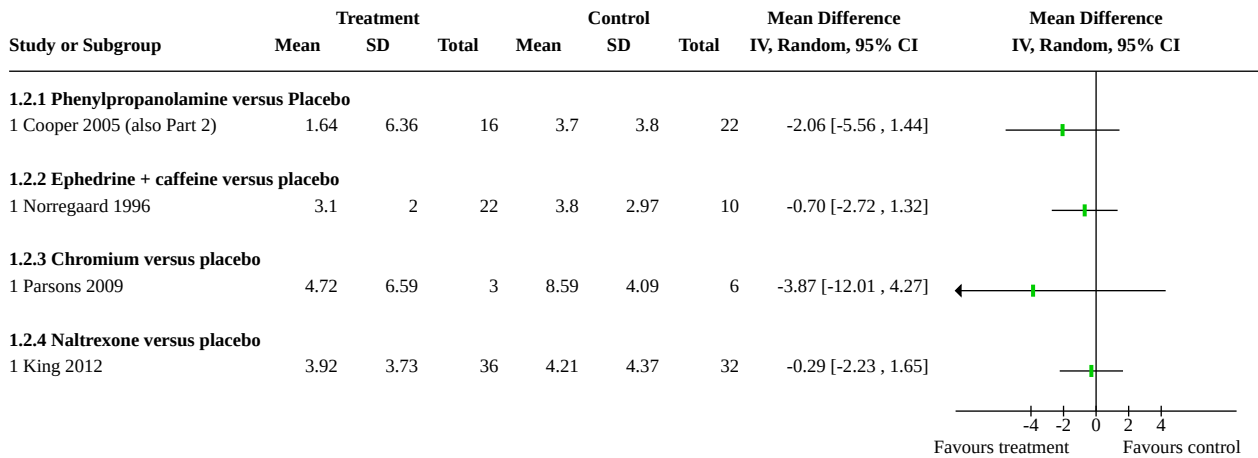 Treatment Control Mean Difference Mean Difference
Study or Subgroup Mean SD Total Mean SD Total IV, Random, 95% CI IV, Random, 95% CI
1.2.1 Phenylpropanolamine versus Placebo
1 Cooper 2005 (also Part 2) 1.64 6.36 16 3.7 3.8 22 -2.06 [-5.56 , 1.44]
1.2.2 Ephedrine + caffeine versus placebo
1 Norregaard 1996 3.1 2 22 3.8 2.97 10 -0.70 [-2.72 , 1.32]
1.2.3 Chromium versus placebo
1 Parsons 2009 4.72 6.59 3 8.59 4.09 6 -3.87 [-12.01 , 4.27]
1.2.4 Naltrexone versus placebo
1 King 2012 3.92 3.73 36 4.21 4.37 32 -0.29 [-2.23 , 1.65]
-4 -2 0 2 4
Favours treatment Favours control